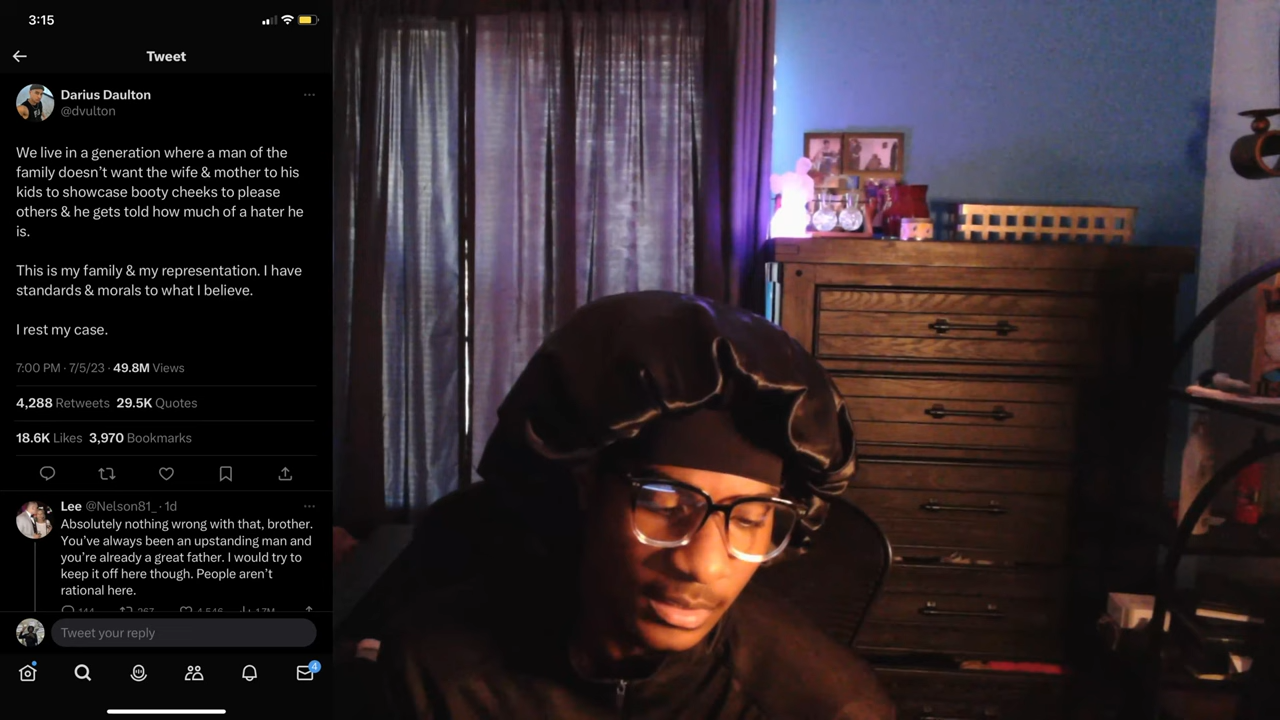 3:15
Tweet
Darius Daulton
@dvulton
We live in a generation where a man of the
family doesn’t want the wife & mother to his
kids to showcase booty cheeks to please
others & he gets told how much of a hater he
is.
This is my family & my representation. I have
standards & morals to what I believe.
I rest my case.
7:00 PM · 7/5/23 · 49.8M Views
4,288 Retweets 29.5K Quotes
18.6K Likes 3,970 Bookmarks
Lee @Nelson81_ · 1d
Absolutely nothing wrong with that, brother.
You’ve always been an upstanding man and
you’re already a great father. I would try to
keep it off here though. People aren’t
rational here.
Tweet your reply
4